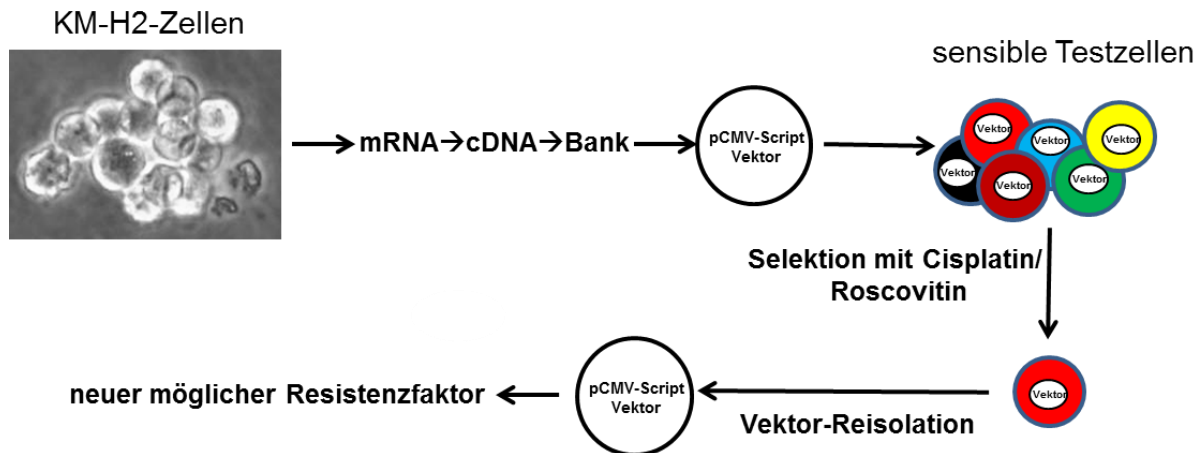 KM-H2-Zellen
sensible Testzellen
mRNA→cDNA→Bank
pCMV-Script
Vektor
Vektor
Vektor
Vektor
Vektor
Vektor
Vektor
Selektion mit Cisplatin/
Roscovitin
Vektor
Vektor-Reisolation
pCMV-Script
Vektor
neuer möglicher Resistenzfaktor